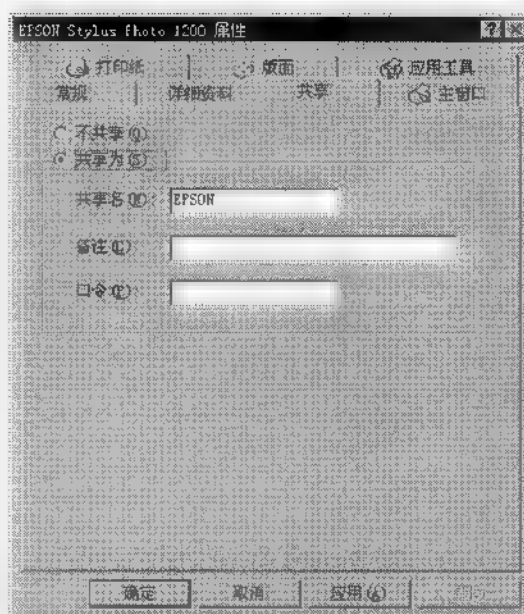 EPSON Stylus Photo 1200 属性
打印纸 版面 应用工具
常规 详细资料 共享 主窗口
不共享(O)
共享为(S)
共享名(N): EPSON
备注(C):
口令(P):
确定 取消 应用(A)